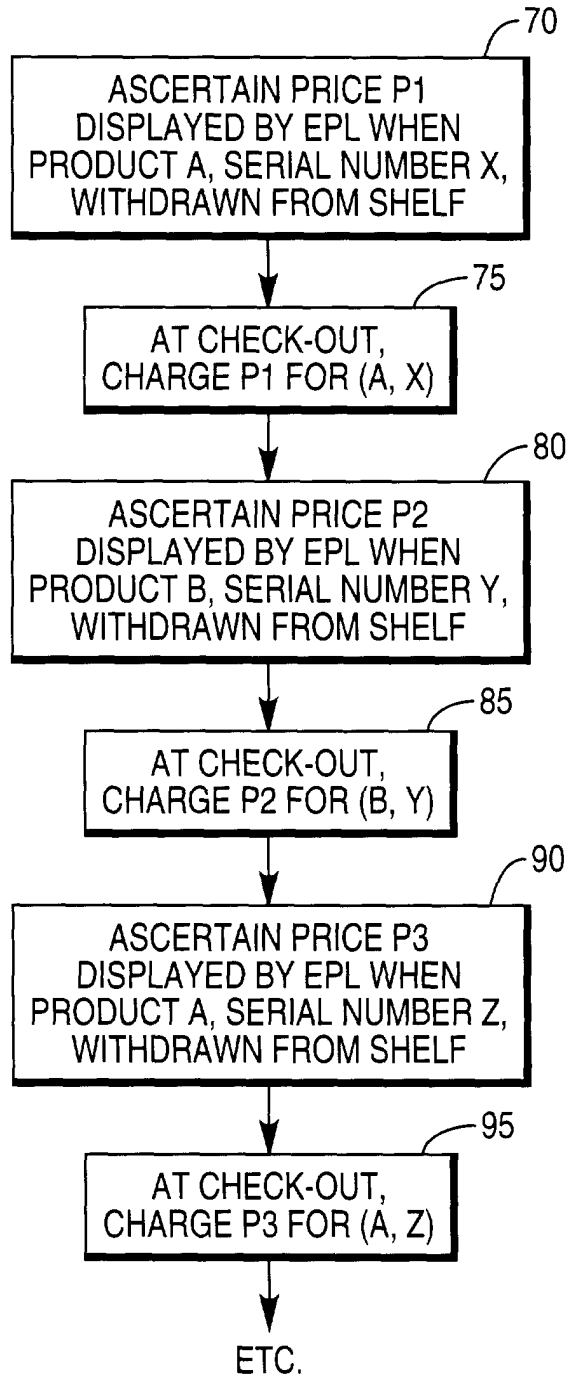 70
ASCERTAIN PRICE P1
DISPLAYED BY EPL WHEN
PRODUCT A, SERIAL NUMBER X,
WITHDRAWN FROM SHELF
75
AT CHECK-OUT,
CHARGE P1 FOR (A, X)
80
ASCERTAIN PRICE P2
DISPLAYED BY EPL WHEN
PRODUCT B, SERIAL NUMBER Y,
WITHDRAWN FROM SHELF
85
AT CHECK-OUT,
CHARGE P2 FOR (B, Y)
90
ASCERTAIN PRICE P3
DISPLAYED BY EPL WHEN
PRODUCT A, SERIAL NUMBER Z,
WITHDRAWN FROM SHELF
95
AT CHECK-OUT,
CHARGE P3 FOR (A, Z)
ETC.